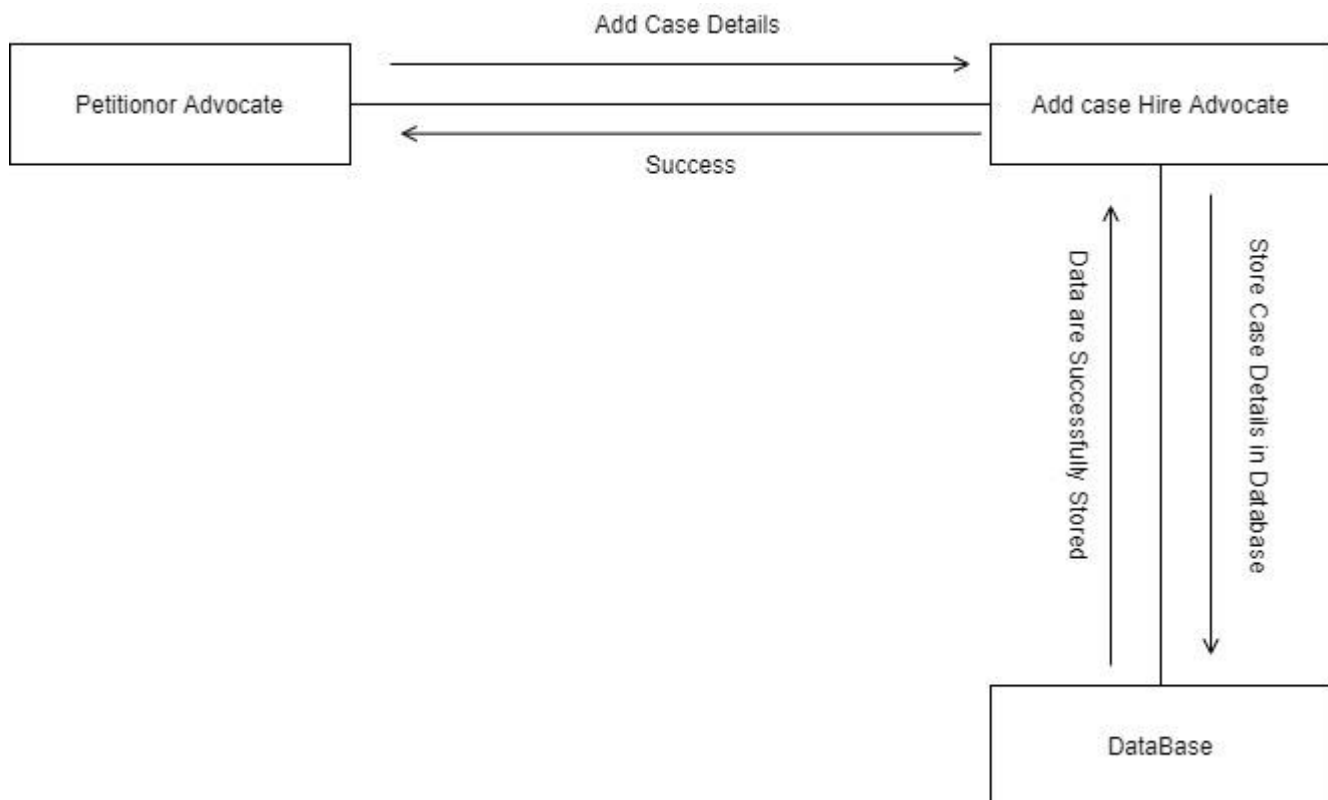 Add Case Details
Petitionor Advocate
Add case Hire Advocate
Success
Data are Successfully Stored
Store Case Details in Database
DataBase